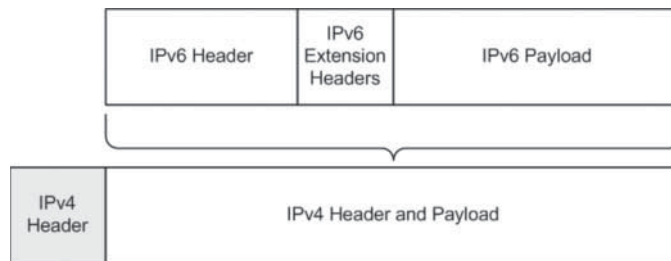 IPv6 Header
IPv6
Extension
Headers
IPv6 Payload
IPv4
Header
IPv4 Header and Payload